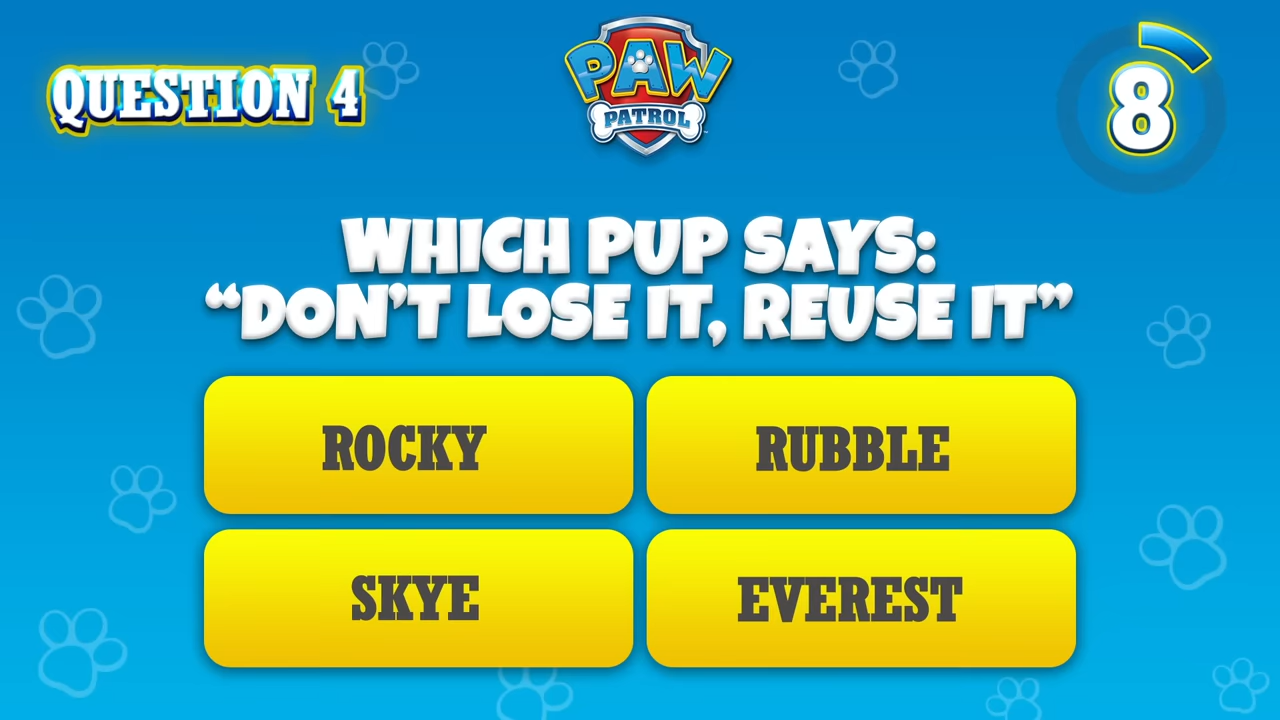 QUESTION 4
PAW
PATROL
8
WHICH PUP SAYS:
“DON’T LOSE IT, REUSE IT”
ROCKY
RUBBLE
SKYE
EVEREST